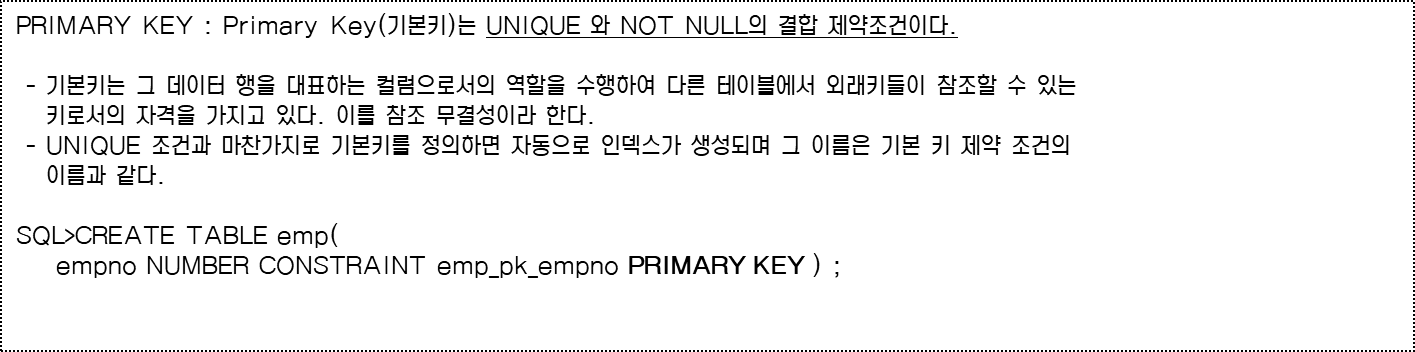 PRIMARY KEY : Primary Key(기본키)는 UNIQUE 와 NOT NULL의 결합 제약조건이다.
- 기본키는 그 데이터 행을 대표하는 컬럼으로서의 역할을 수행하여 다른 테이블에서 외래키들이 참조할 수 있는
키로서의 자격을 가지고 있다. 이를 참조 무결성이라 한다.
- UNIQUE 조건과 마찬가지로 기본키를 정의하면 자동으로 인덱스가 생성되며 그 이름은 기본 키 제약 조건의
이름과 같다.
SQL>CREATE TABLE emp(
empno NUMBER CONSTRAINT emp_pk_empno PRIMARY KEY ) ;